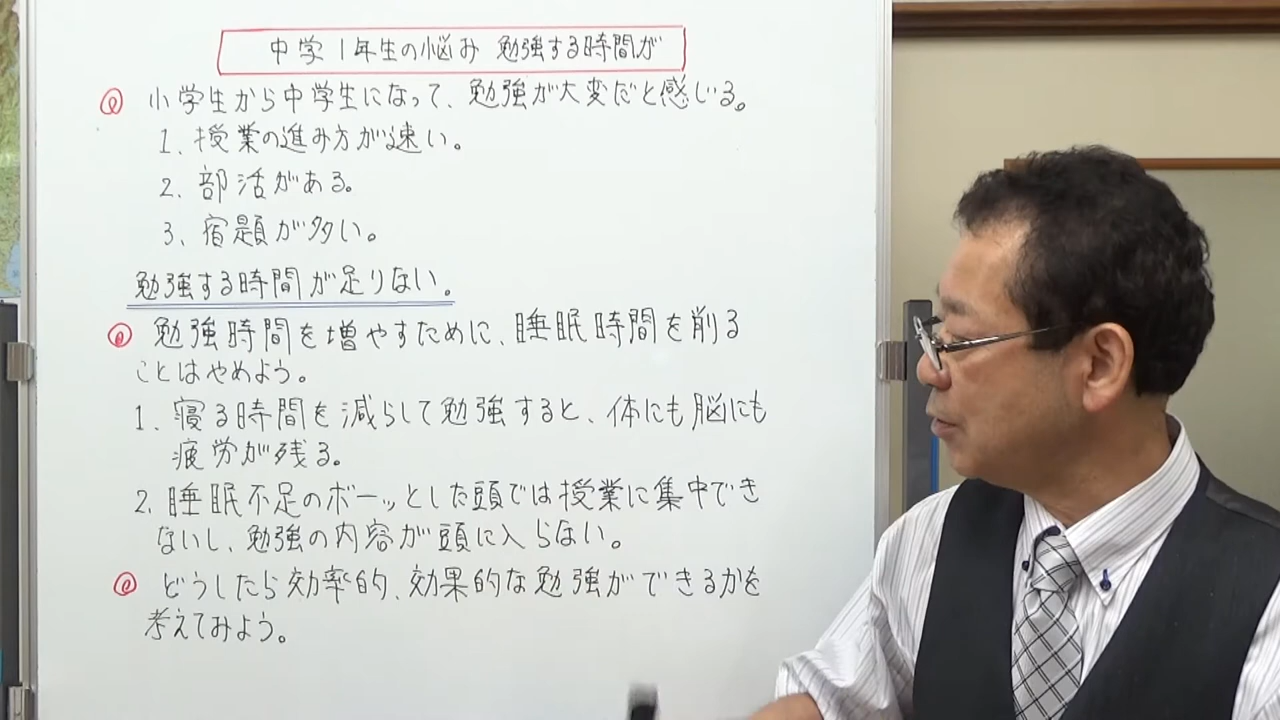 中学1年生の悩み 勉強する時間が
小学生から中学生になって、勉強が大変だと感じる。
1、授業の進み方が速い。
2、部活がある。
3、宿題が多い。
勉強する時間が足りない。
勉強時間を増やすために、睡眠時間を削る
ことはやめよう。
1、寝る時間を減らして勉強すると、体にも脳にも
疲労が残る。
2、睡眠不足のボーッとした頭では授業に集中でき
ないし、勉強の内容が頭に入らない。
どうしたら効率的、効果的な勉強ができるかを
考えてみよう。